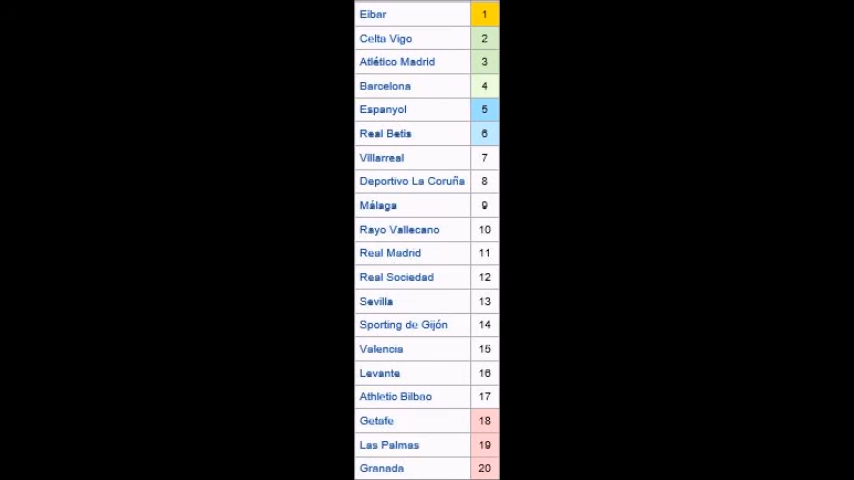 Eibar 1
Celta Vigo 2
Atlético Madrid 3
Barcelona 4
Espanyol 5
Real Betis 6
Villarreal 7
Deportivo La Coruña 8
Málaga 9
Rayo Vallecano 10
Real Madrid 11
Real Sociedad 12
Sevilla 13
Sporting de Gijón 14
Valencia 15
Levante 16
Athletic Bilbao 17
Getafe 18
Las Palmas 19
Granada 20